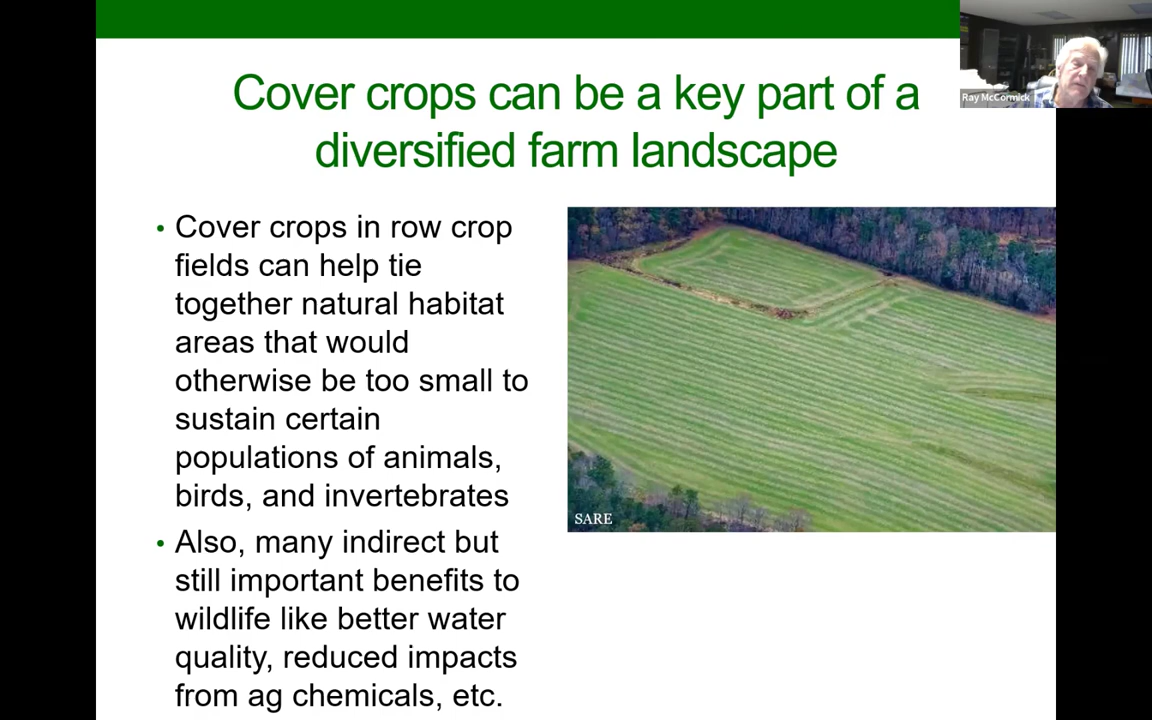 Cover crops can be a key part of a
diversified farm landscape
Ray McCormick
• Cover crops in row crop
fields can help tie
together natural habitat
areas that would
otherwise be too small to
sustain certain
populations of animals,
birds, and invertebrates
• Also, many indirect but
still important benefits to
wildlife like better water
quality, reduced impacts
from ag chemicals, etc.
SARE